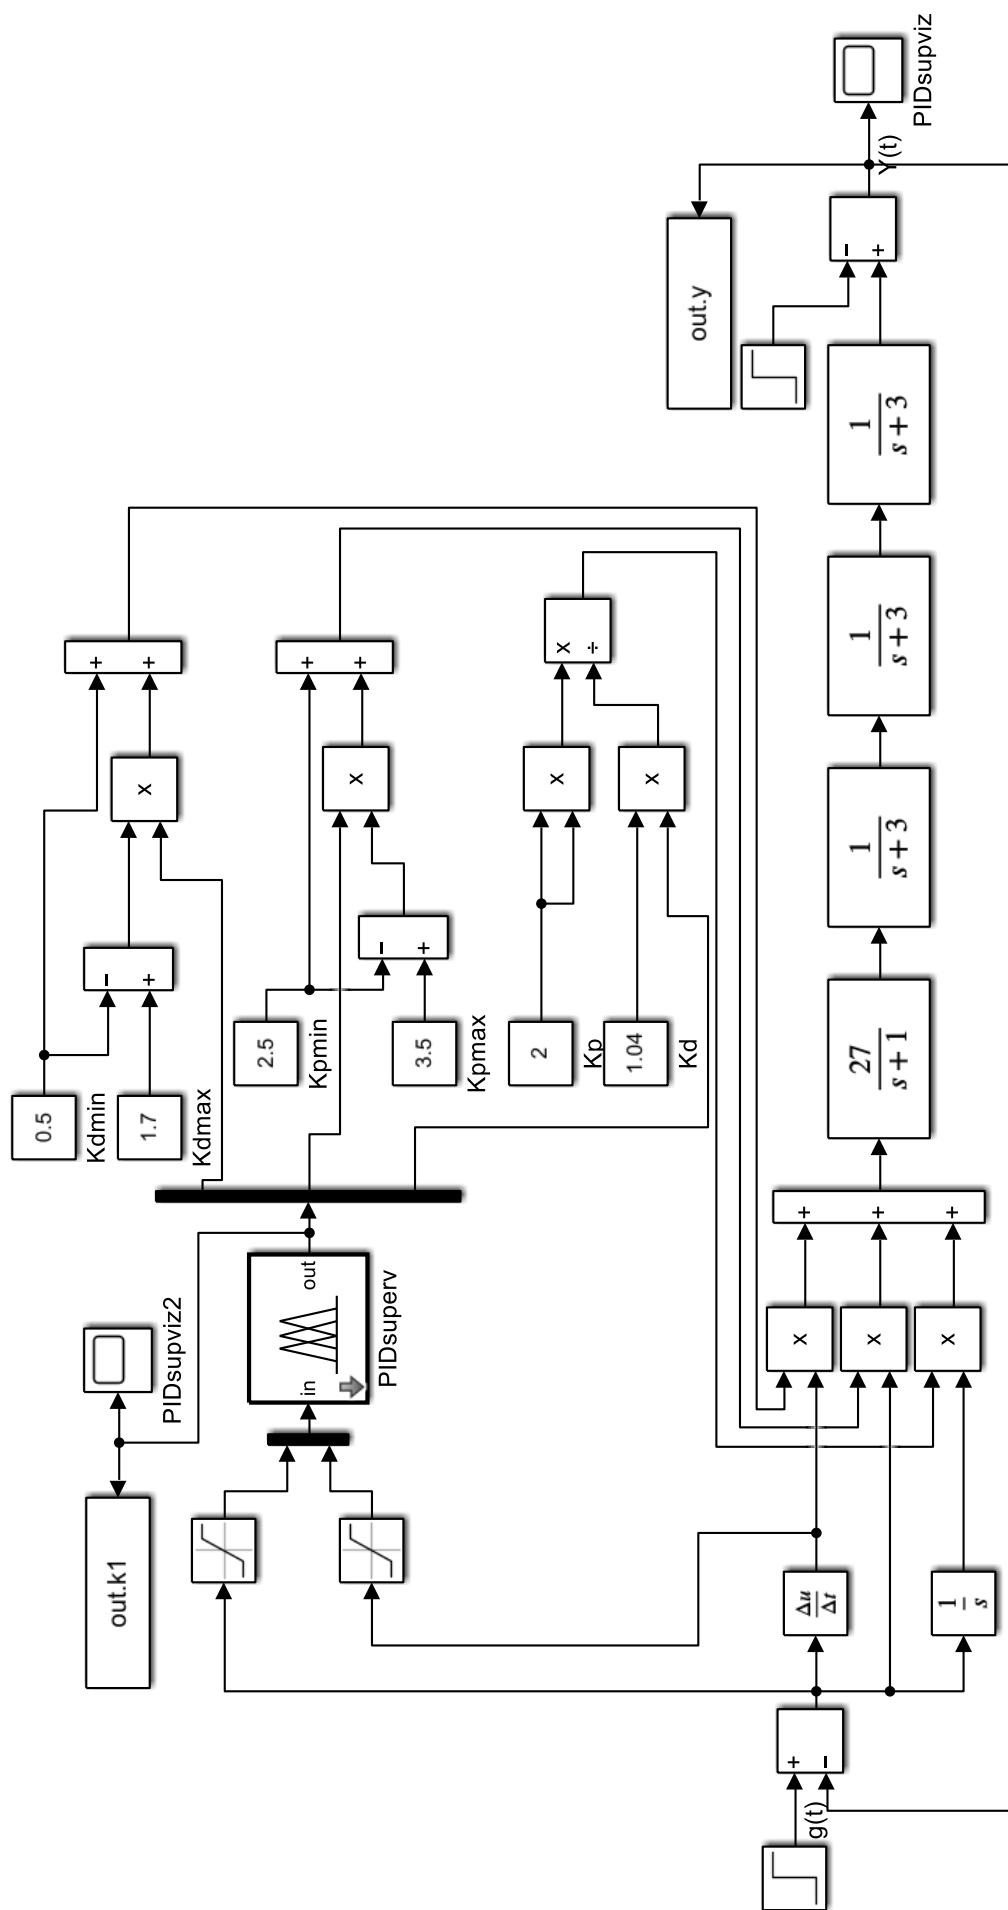 out.k1
PIDsupviz2
0.5
Kdmin
1.7
Kdmax
-
+
x
+
+
in
out
PIDsuperv
2.5
Kpmin
3.5
Kpmax
-
+
x
+
+
2
Kp
1.04
Kd
x
x
x
÷
g(t)
+
-
Δu
Δt
1
s
x
x
x
+
+
+
27
s + 1
1
s + 3
1
s + 3
1
s + 3
-
+
out.y
Y(t)
PIDsupviz